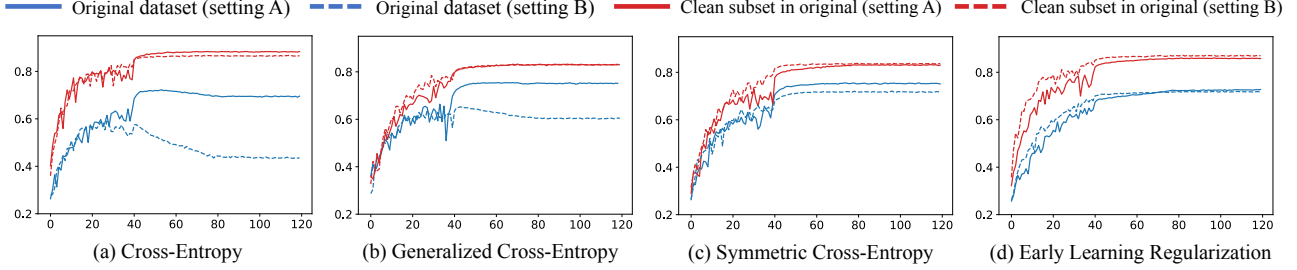 Original dataset (setting A) Original dataset (setting B) Clean subset in original (setting A) Clean subset in original (setting B)
0.8
0.6
0.4
0.2
0 20 40 60 80 100 120
(a) Cross-Entropy
0.8
0.6
0.4
0.2
0 20 40 60 80 100 120
(b) Generalized Cross-Entropy
0.8
0.6
0.4
0.2
0 20 40 60 80 100 120
(c) Symmetric Cross-Entropy
0.8
0.6
0.4
0.2
0 20 40 60 80 100 120
(d) Early Learning Regularization